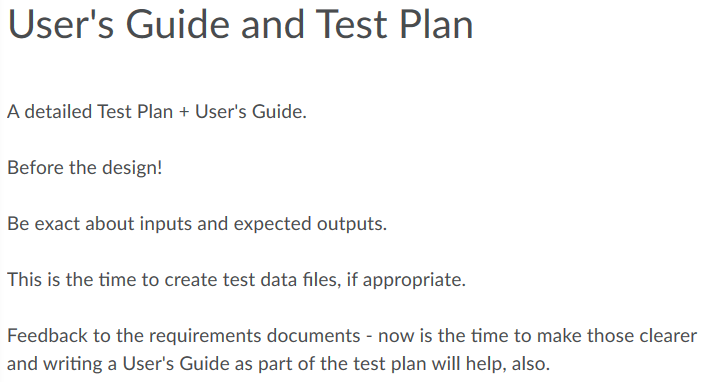 User's Guide and Test Plan
A detailed Test Plan + User's Guide.
Before the design!
Be exact about inputs and expected outputs.
This is the time to create test data files, if appropriate.
Feedback to the requirements documents - now is the time to make those clearer
and writing a User's Guide as part of the test plan will help, also.